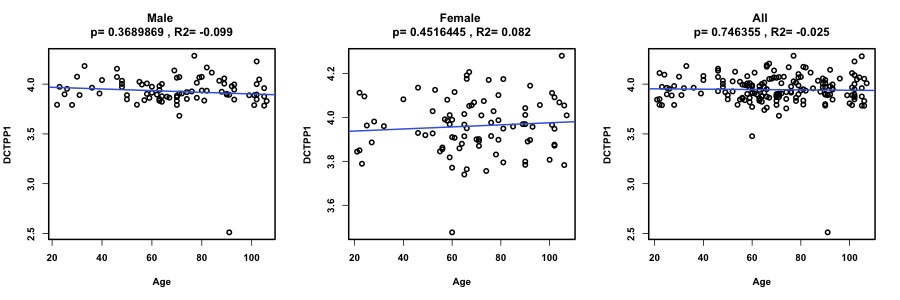 Male
p= 0.3689869 , R2= -0.099
DCTPP1
4.0
3.5
3.0
2.5
20 40 60 80 100
Age
Female
p= 0.4516445 , R2= 0.082
DCTPP1
4.2
4.0
3.8
3.6
20 40 60 80 100
Age
All
p= 0.746355 , R2= -0.025
DCTPP1
4.0
3.5
3.0
2.5
20 40 60 80 100
Age